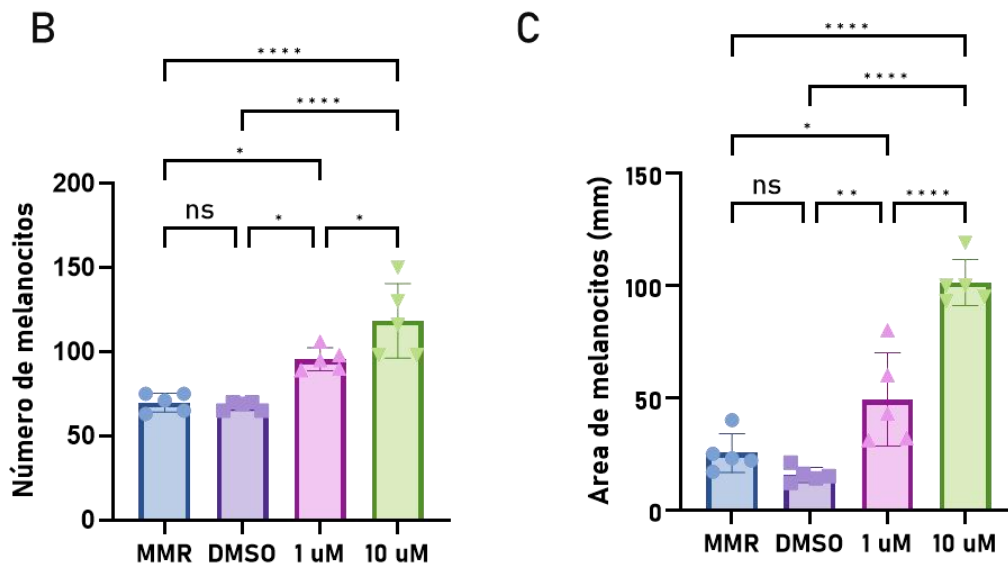 B
****
****
*
ns
*
*
200
150
100
50
0
Número de melanocitos
MMR DMSO 1 uM 10 uM
C
****
****
*
ns
**
****
150
100
50
0
Area de melanocitos (mm)
MMR DMSO 1 uM 10 uM